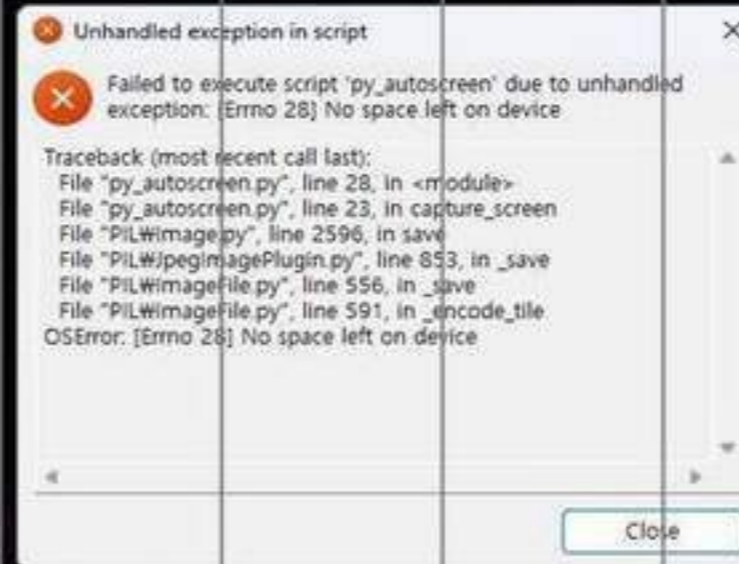 Unhandled exception in script
Failed to execute script 'py_autoscreen' due to unhandled
exception: [Errno 28] No space left on device
Traceback (most recent call last):
File "py_autoscreen.py", line 28, in <module>
File "py_autoscreen.py", line 23, in capture_screen
File "PIL₩Image.py", line 2596, in save
File "PIL₩JpegImagePlugin.py", line 853, in _save
File "PIL₩ImageFile.py", line 556, in _save
File "PIL₩ImageFile.py", line 591, in _encode_tile
OSError: [Errno 28] No space left on device
Close